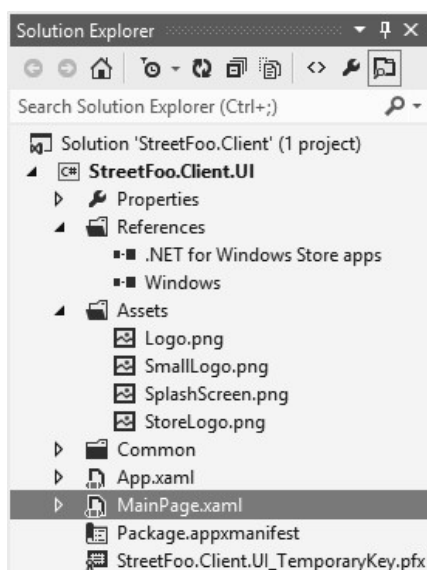 Solution Explorer
Search Solution Explorer (Ctrl+;)
Solution 'StreetFoo.Client' (1 project)
C# StreetFoo.Client.UI
Properties
References
.NET for Windows Store apps
Windows
Assets
Logo.png
SmallLogo.png
SplashScreen.png
StoreLogo.png
Common
App.xaml
MainPage.xaml
Package.appxmanifest
StreetFoo.Client.UI_TemporaryKey.pfx